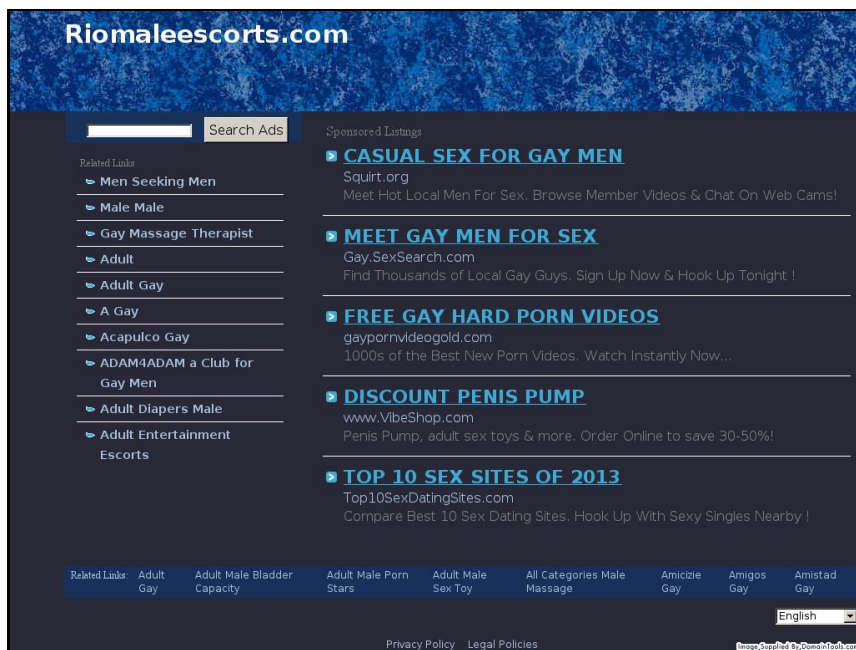 Riomaleescorts.com
Search Ads
Related Links
Men Seeking Men
Male Male
Gay Massage Therapist
Adult
Adult Gay
A Gay
Acapulco Gay
ADAM4ADAM a Club for
Gay Men
Adult Diapers Male
Adult Entertainment
Escorts
Sponsored Listings
CASUAL SEX FOR GAY MEN
Squirt.org
Meet Hot Local Men For Sex. Browse Member Videos & Chat On Web Cams!
MEET GAY MEN FOR SEX
Gay.SexSearch.com
Find Thousands of Local Gay Guys. Sign Up Now & Hook Up Tonight !
FREE GAY HARD PORN VIDEOS
gaypornvideogold.com
1000s of the Best New Porn Videos. Watch Instantly Now...
DISCOUNT PENIS PUMP
www.VibeShop.com
Penis Pump, adult sex toys & more. Order Online to save 30-50%!
TOP 10 SEX SITES OF 2013
Top10SexDatingSites.com
Compare Best 10 Sex Dating Sites. Hook Up With Sexy Singles Nearby !
Related Links: Adult Adult Male Bladder Adult Male Porn Adult Male All Categories Male Amicizie Amigos Amistad
Gay Capacity Stars Sex Toy Massage Gay Gay Gay
English
Privacy Policy Legal Policies
Image Supplied By DomainTools.com